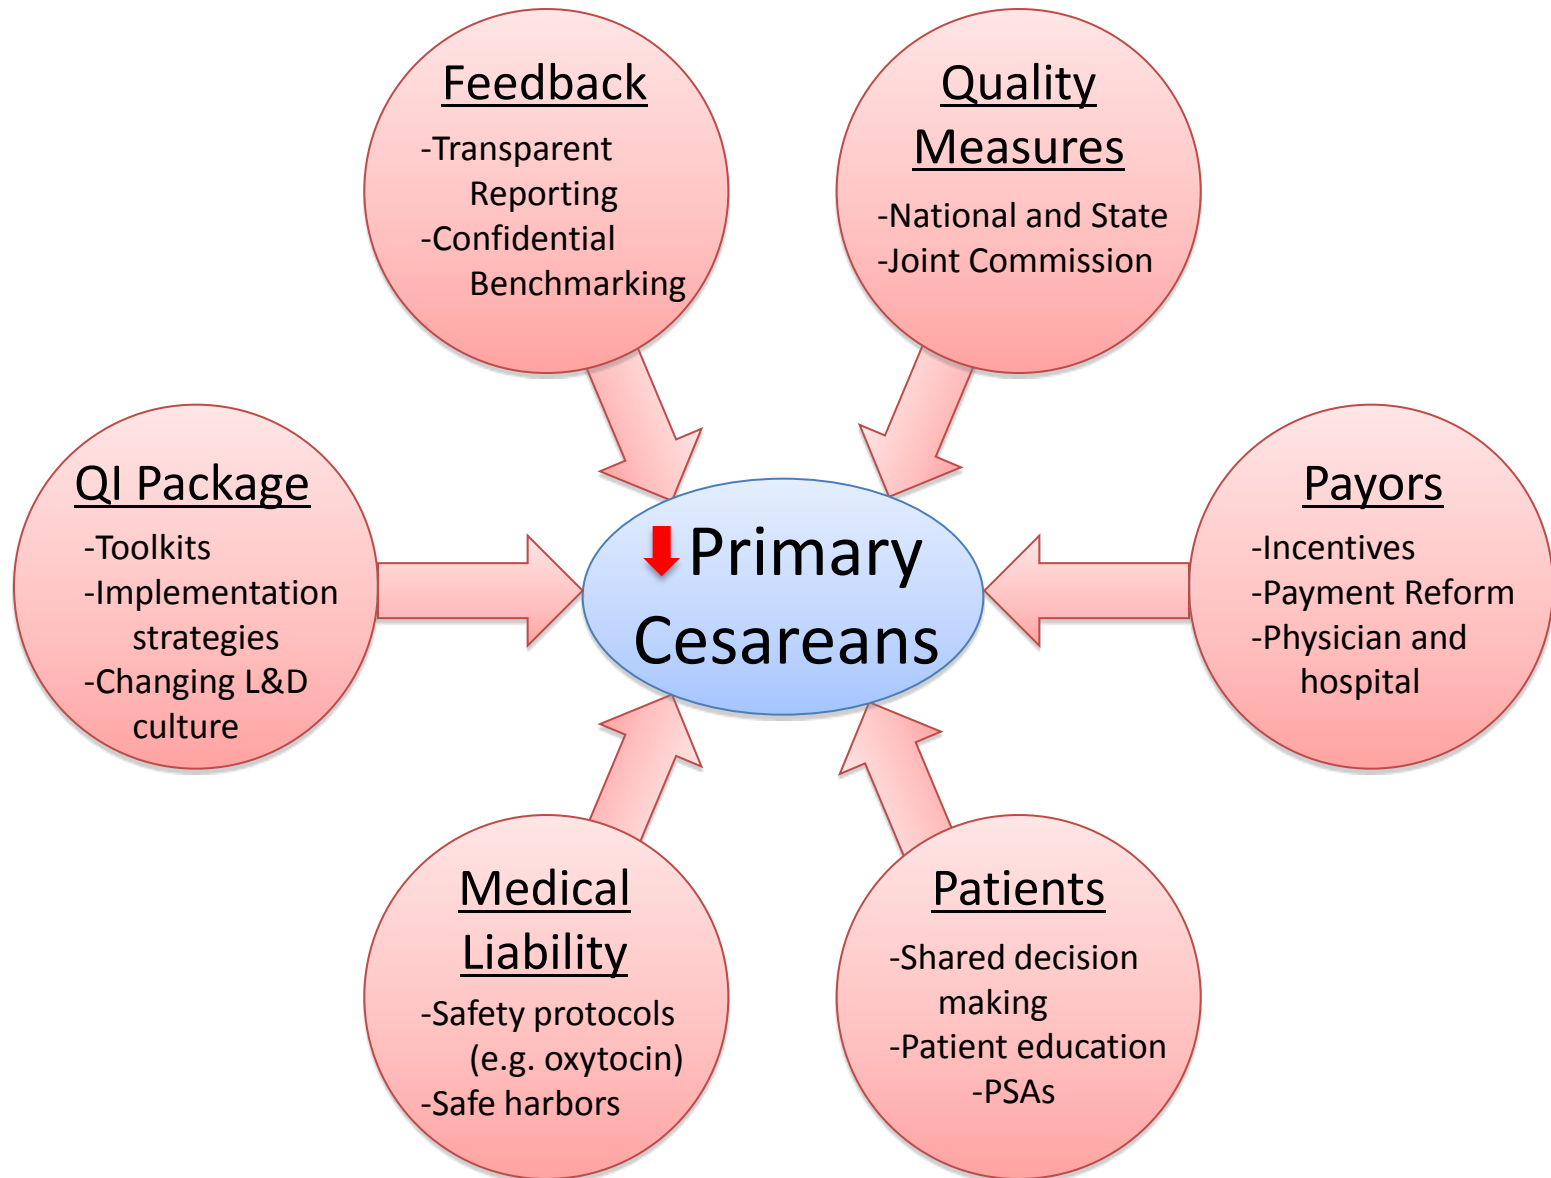 Feedback
-Transparent
Reporting
-Confidential
Benchmarking
Quality
Measures
-National and State
-Joint Commission
QI Package
-Toolkits
-Implementation
strategies
-Changing L&D
culture
Primary
Cesareans
Payors
-Incentives
-Payment Reform
-Physician and
hospital
Medical
Liability
-Safety protocols
(e.g. oxytocin)
-Safe harbors
Patients
-Shared decision
making
-Patient education
-PSAs